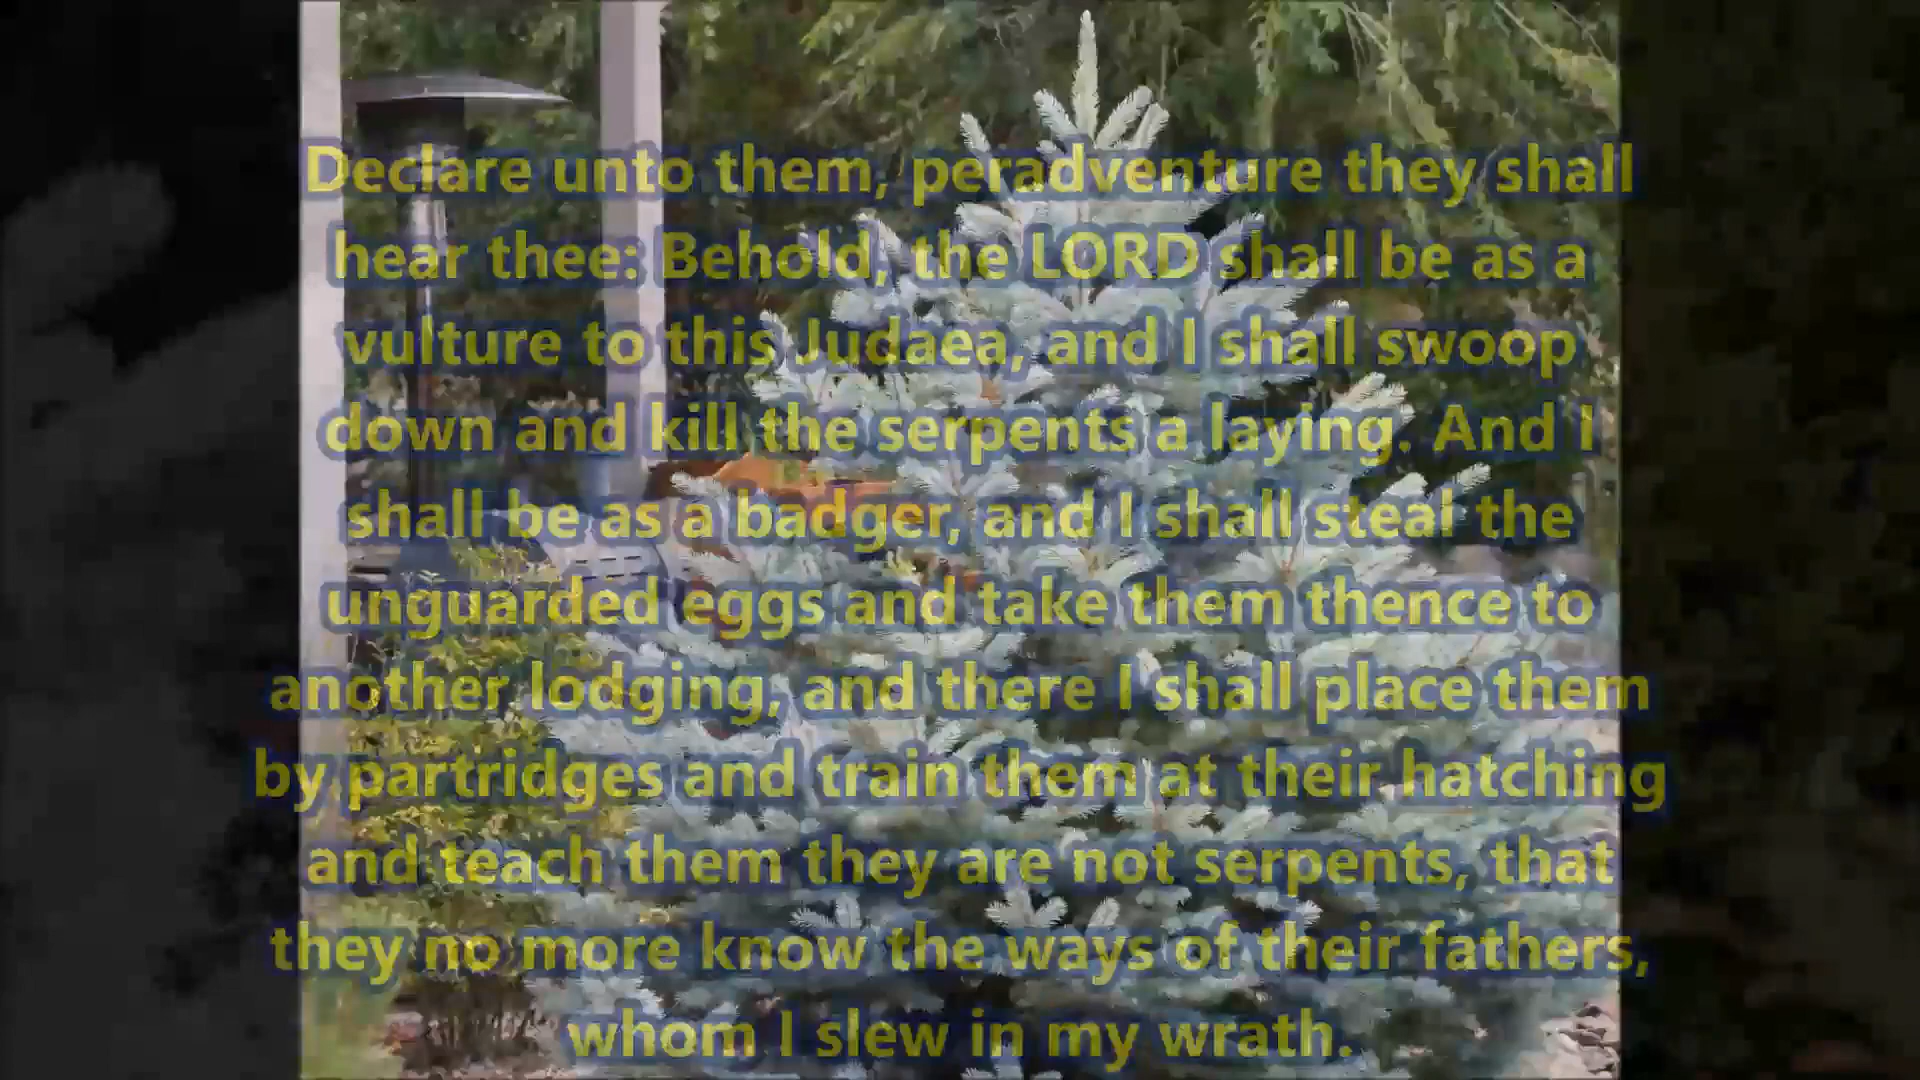 Declare unto them, peradventure they shall
hear thee: Behold, the LORD shall be as a
vulture to this Judaea, and I shall swoop
down and kill the serpents a laying. And I
shall be as a badger, and I shall steal the
unguarded eggs and take them thence to
another lodging, and there I shall place them
by partridges and train them at their hatching
and teach them they are not serpents, that
they no more know the ways of their fathers,
whom I slew in my wrath.